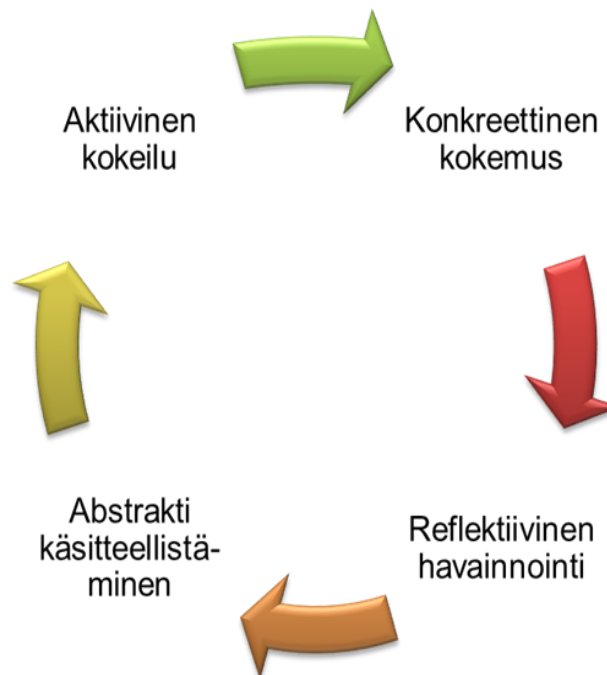 Aktiivinen
kokeilu
Konkreettinen
kokemus
Abstrakti
käsitteellistä-
minen
Reflektiivinen
havainnointi